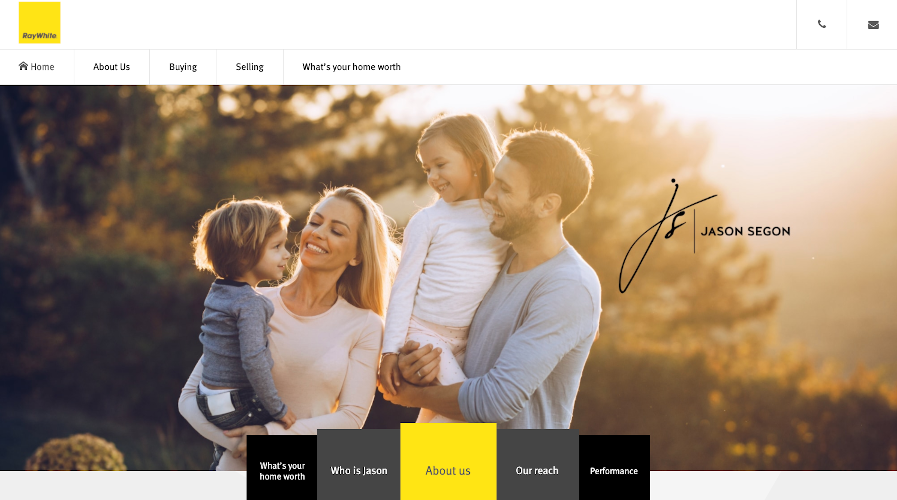 RayWhite
Home
About Us
Buying
Selling
What's your home worth
JS
JASON SEGON
What's your
home worth
Who is Jason
About us
Our reach
Performance